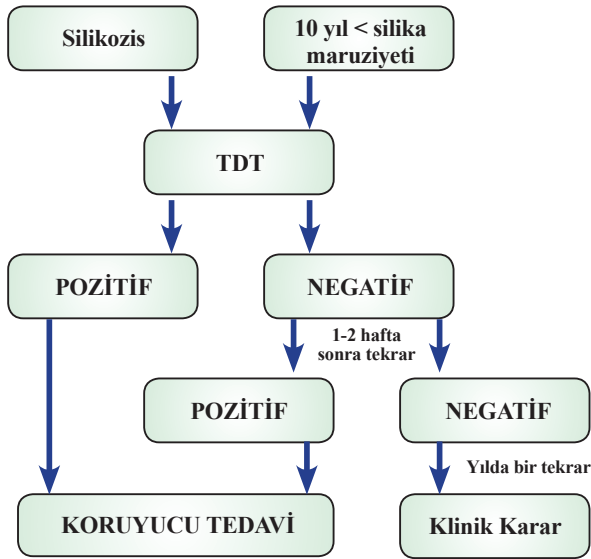 Silikozis
10 yıl < silika
maruziyeti
TDT
POZİTİF
NEGATİF
1-2 hafta
sonra tekrar
POZİTİF
NEGATİF
Yılda bir tekrar
KORUYUCU TEDAVİ
Klinik Karar